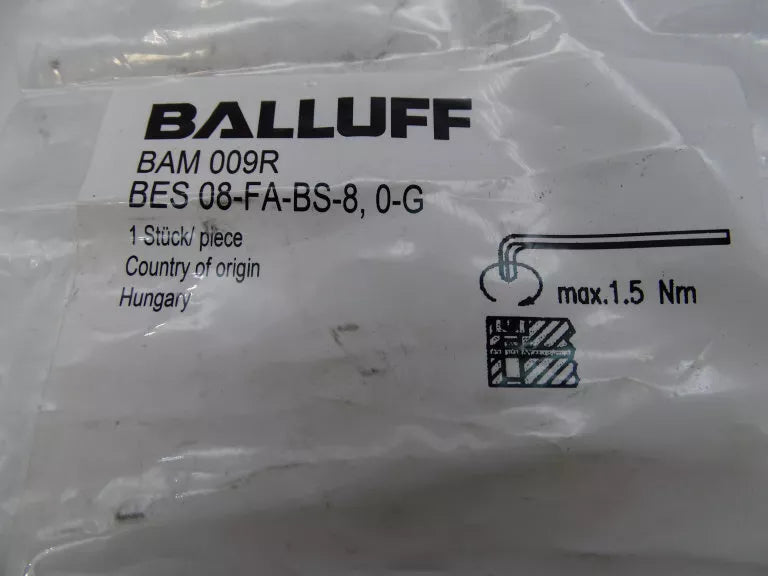 BALLUFF
BAM 009R
BES 08-FA-BS-8, 0-G
1 Stück/ piece
Country of origin
Hungary
max.1.5 Nm